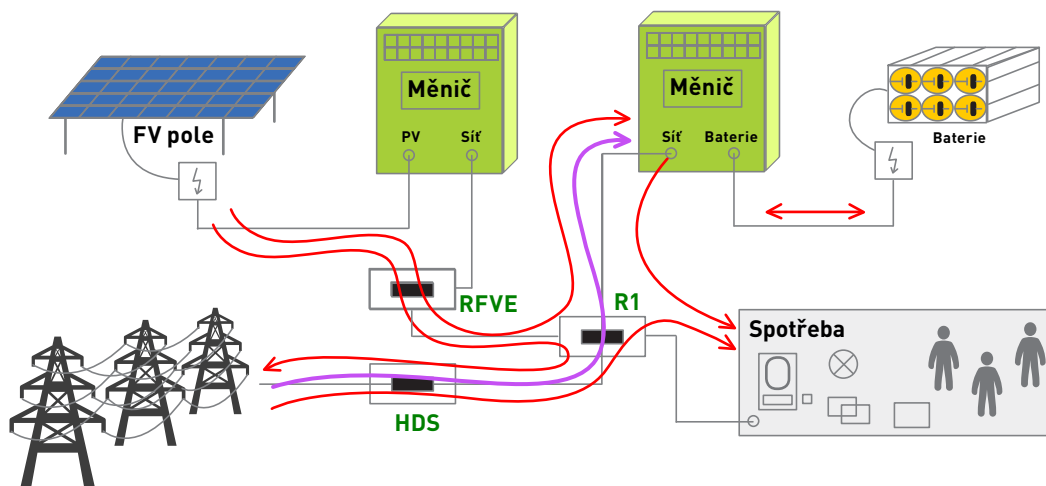 Měnič
PV
Síť
Měnič
Síť
Baterie
FV pole
Baterie
RFVE
R1
HDS
Spotřeba